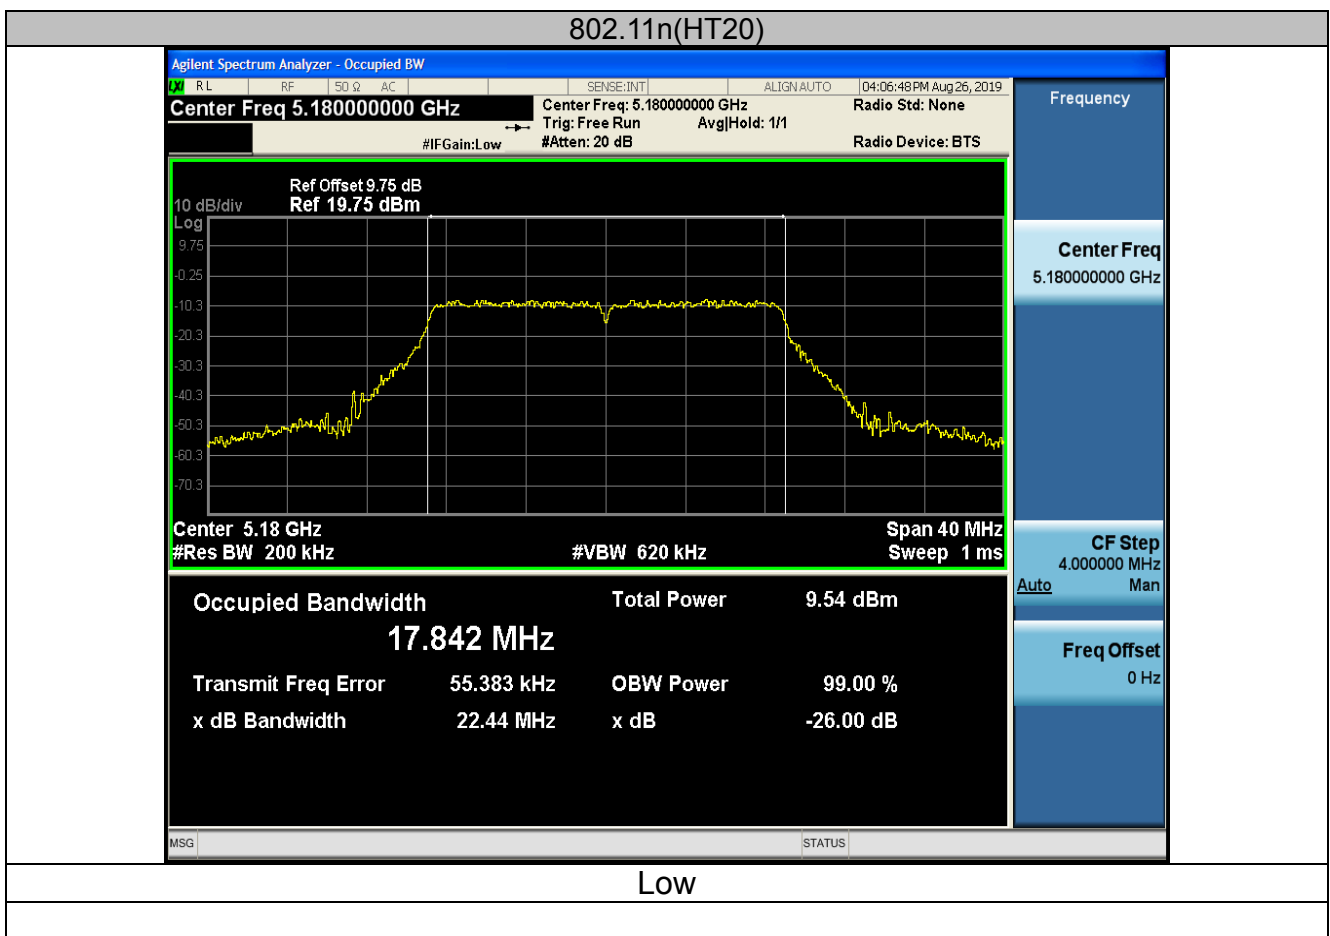 802.11n(HT20)
Agilent Spectrum Analyzer - Occupied BW
LXI R L RF 50 Ω AC SENSE:INT ALIGN AUTO 04:06:48 PM Aug 26, 2019
Center Freq 5.180000000 GHz
Center Freq: 5.180000000 GHz
Radio Std: None
Trig: Free Run Avg|Hold: 1/1
#IFGain:Low
#Atten: 20 dB
Radio Device: BTS
Ref Offset 9.75 dB
10 dB/div Ref 19.75 dBm
Log
9.75
-0.25
-10.3
-20.3
-30.3
-40.3
-50.3
-60.3
-70.3
Center 5.18 GHz Span 40 MHz
#Res BW 200 kHz #VBW 620 kHz Sweep 1 ms
Occupied Bandwidth Total Power 9.54 dBm
17.842 MHz
Transmit Freq Error 55.383 kHz OBW Power 99.00 %
x dB Bandwidth 22.44 MHz x dB -26.00 dB
MSG STATUS
Frequency
Center Freq
5.180000000 GHz
CF Step
4.000000 MHz
Auto Man
Freq Offset
0 Hz
Low